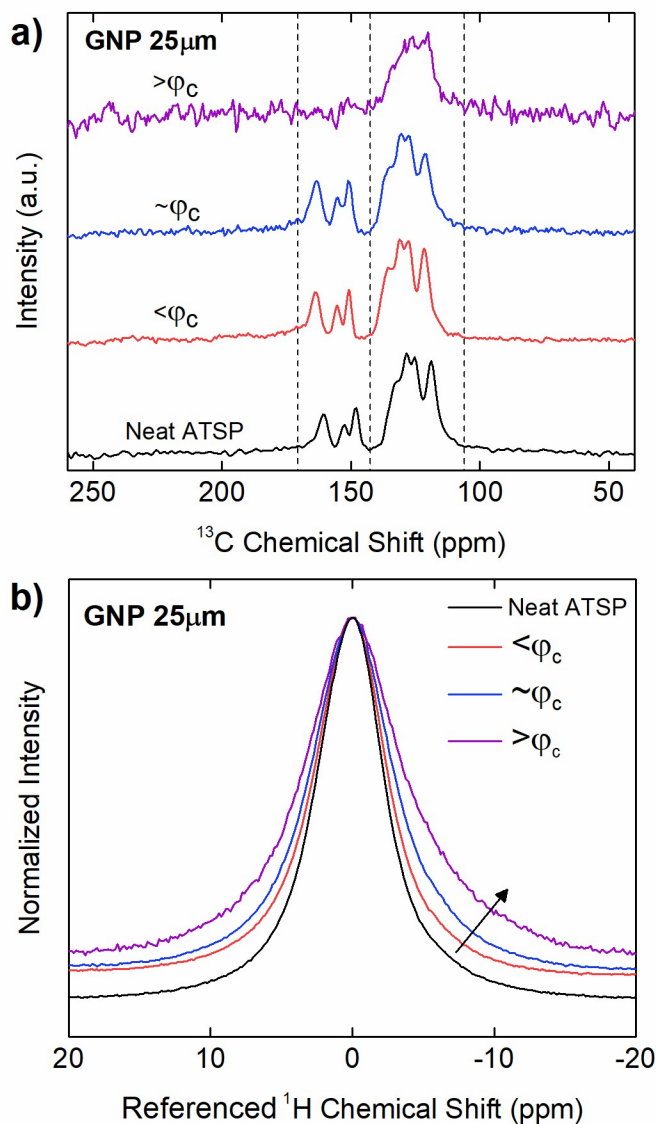 a)
GNP 25μm
>φc
~φc
<φc
Neat ATSP
Intensity (a.u.)
250 200 150 100 50
¹³C Chemical Shift (ppm)
b)
GNP 25μm
Neat ATSP
<φc
~φc
>φc
Normalized Intensity
20 10 0 -10 -20
Referenced ¹H Chemical Shift (ppm)